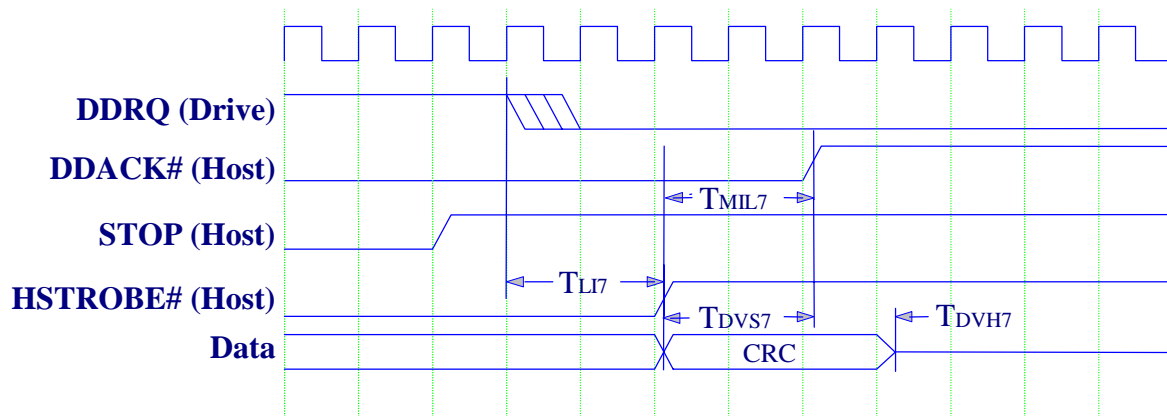 DDRQ (Drive)
DDACK# (Host)
TMIL7
STOP (Host)
TLI7
HSTROBE# (Host)
TDVS7
TDVH7
Data
CRC